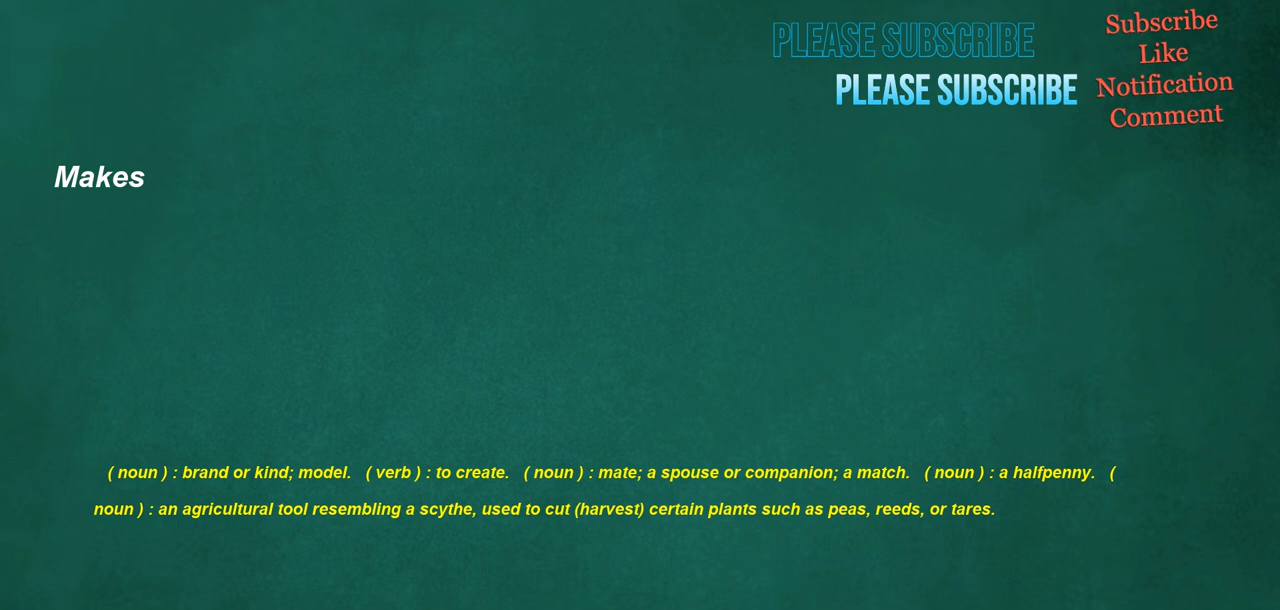 PLEASE SUBSCRIBE
PLEASE SUBSCRIBE
Subscribe
Like
Notification
Comment
Makes
( noun ) : brand or kind; model.   ( verb ) : to create.   ( noun ) : mate; a spouse or companion; a match.   ( noun ) : a halfpenny.   (
noun ) : an agricultural tool resembling a scythe, used to cut (harvest) certain plants such as peas, reeds, or tares.